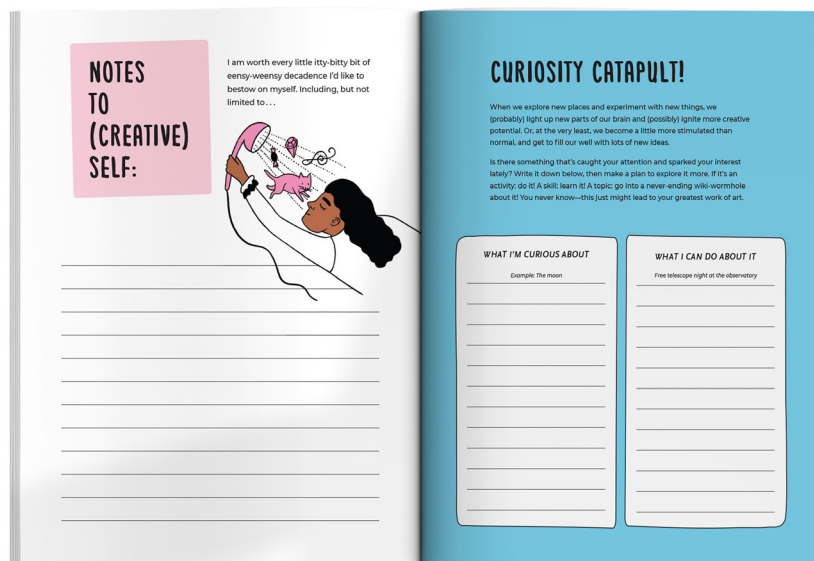 NOTES
TO
(CREATIVE)
SELF:
I am worth every little itty-bitty bit of
eensy-weensy decadence I'd like to
bestow on myself. Including, but not
limited to...
CURIOSITY CATAPULT!
When we explore new places and experiment with new things, we
(probably) light up new parts of our brain and (possibly) ignite more creative
potential. Or, at the very least, we become a little more stimulated than
normal, and get to fill our well with lots of new ideas.
Is there something that's caught your attention and sparked your interest
lately? Write it down below, then make a plan to explore it more. If it's an
activity: do it! A skill: learn it! A topic: go into a never-ending wiki-wormhole
about it! You never know—this just might lead to your greatest work of art.
WHAT I'M CURIOUS ABOUT
Example: The moon
WHAT I CAN DO ABOUT IT
Free telescope night at the observatory